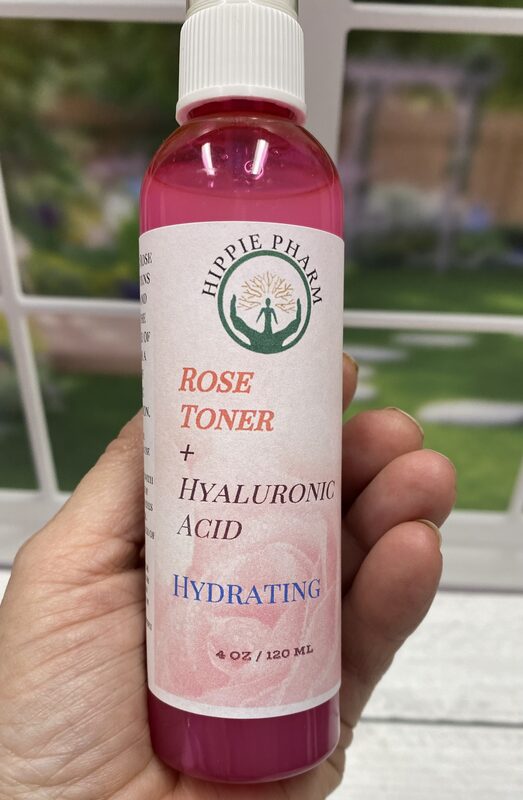 HIPPIE PHARM
ROSE
TONER
+
HYALURONIC
ACID
HYDRATING
4 OZ / 120 ML